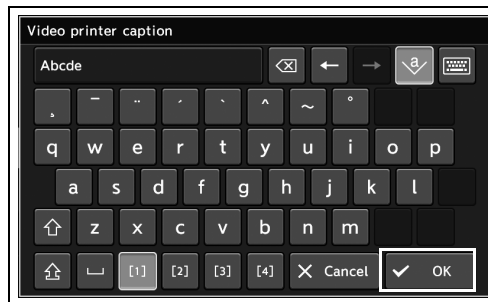 Video printer caption
Abcde a
¸ ¯ ¨ ´ ` ^ ~ °
q w e r t y u i o p
a s d f g h j k l
z x c v b n m
[1] [2] [3] [4] Cancel OK